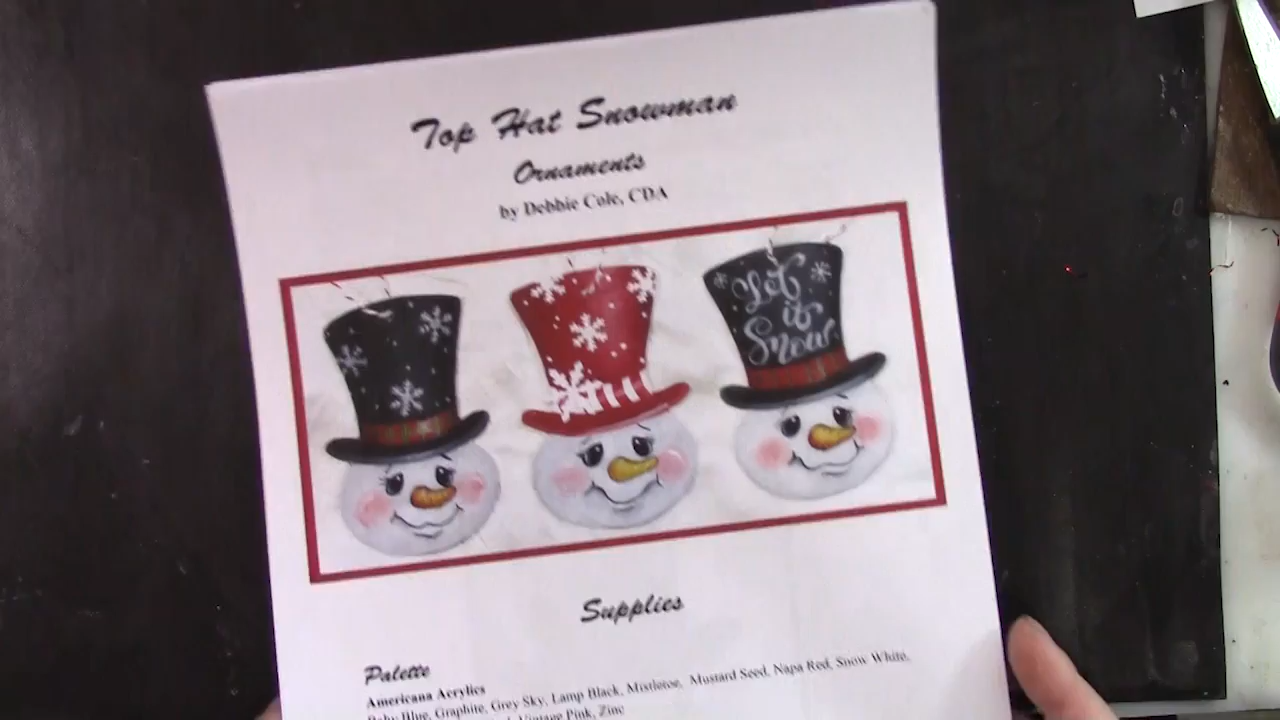 Top Hat Snowman
Ornaments
by Debbie Cole, CDA
Let
it
Snow
Supplies
Palette
Americana Acrylics
Baby Blue, Graphite, Grey Sky, Lamp Black, Mistletoe, Mustard Seed, Napa Red, Snow White,
Vintage Pink, Zinc